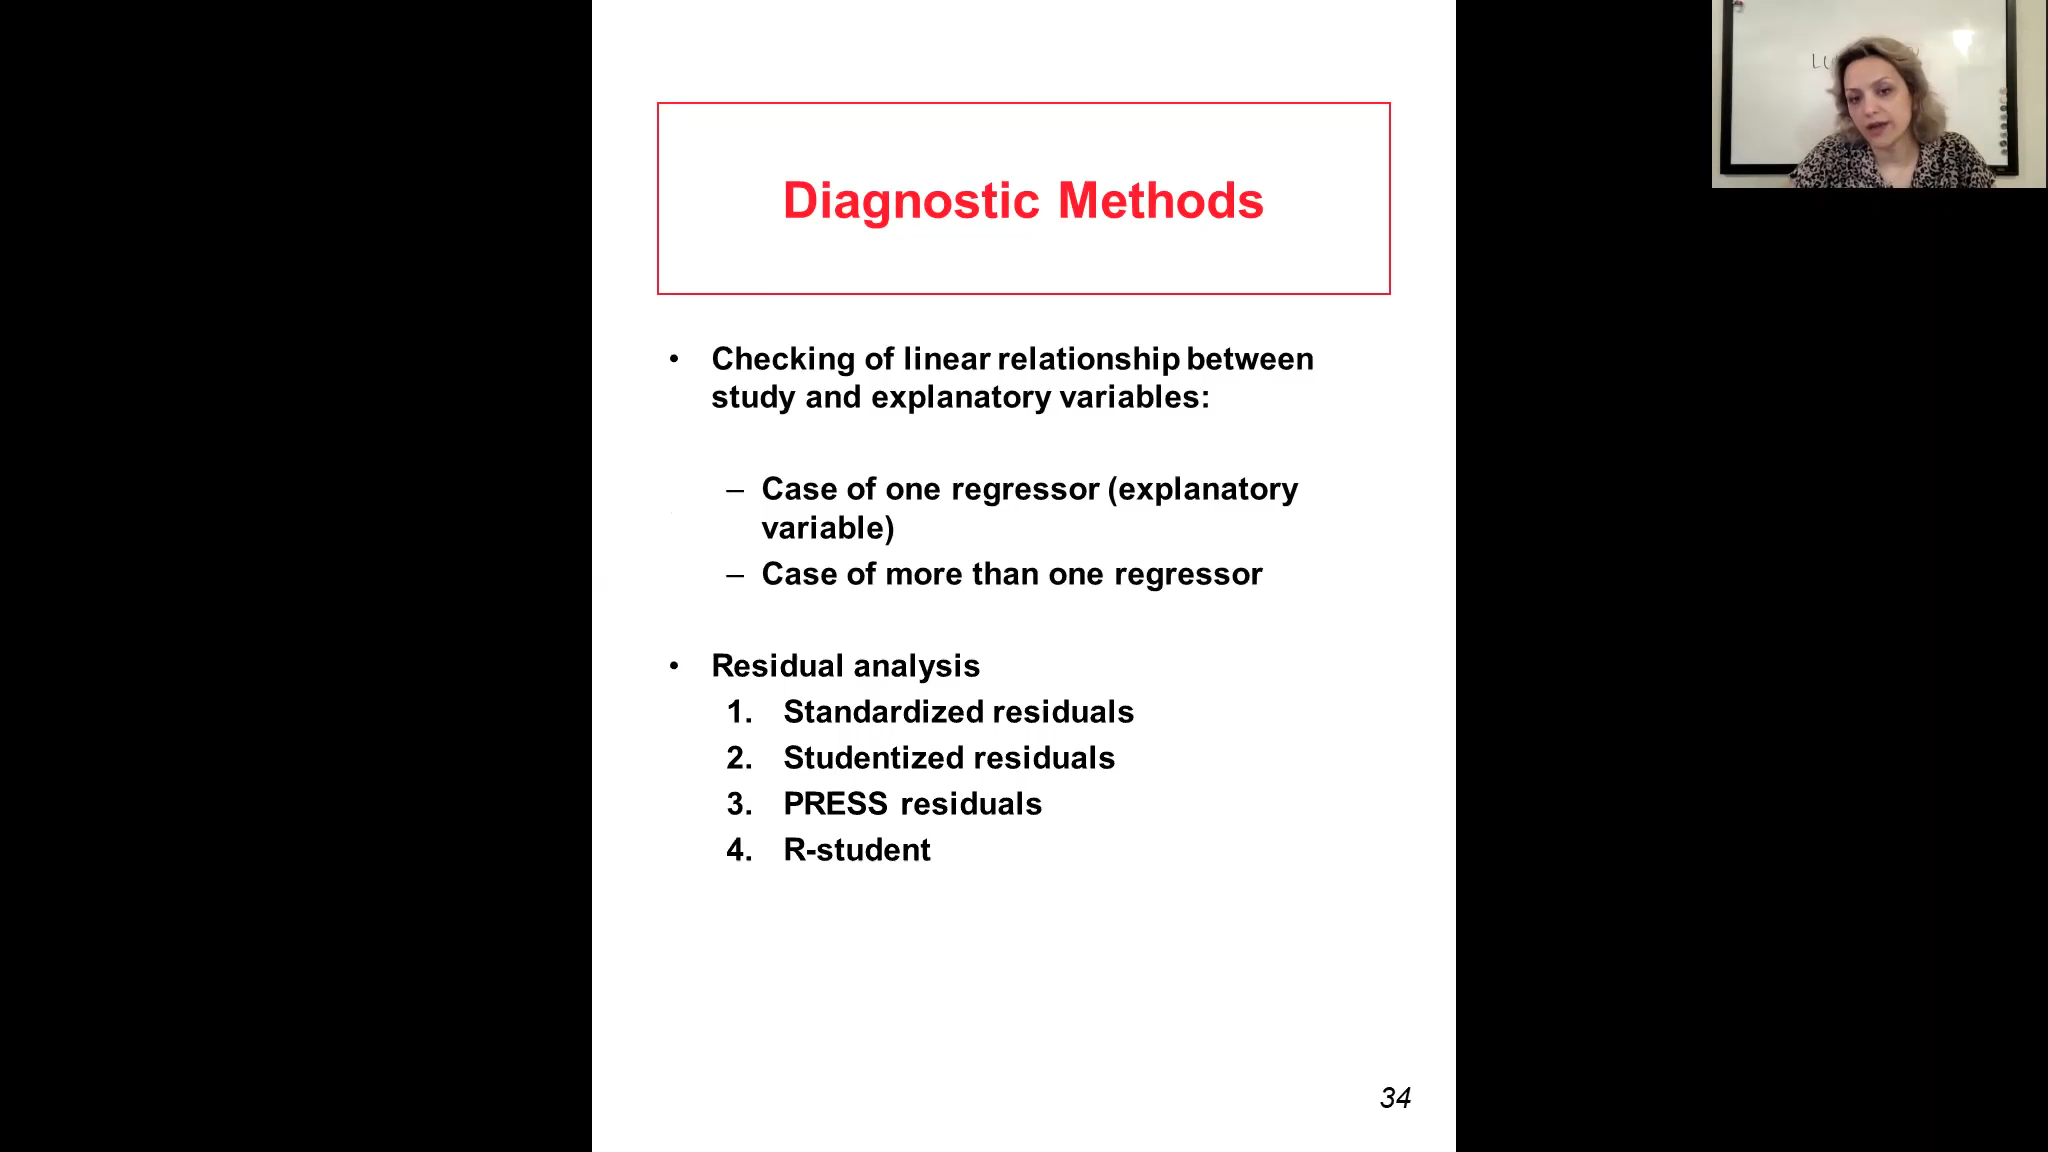 Diagnostic Methods
• Checking of linear relationship between
study and explanatory variables:
– Case of one regressor (explanatory
variable)
– Case of more than one regressor
• Residual analysis
1. Standardized residuals
2. Studentized residuals
3. PRESS residuals
4. R-student
34